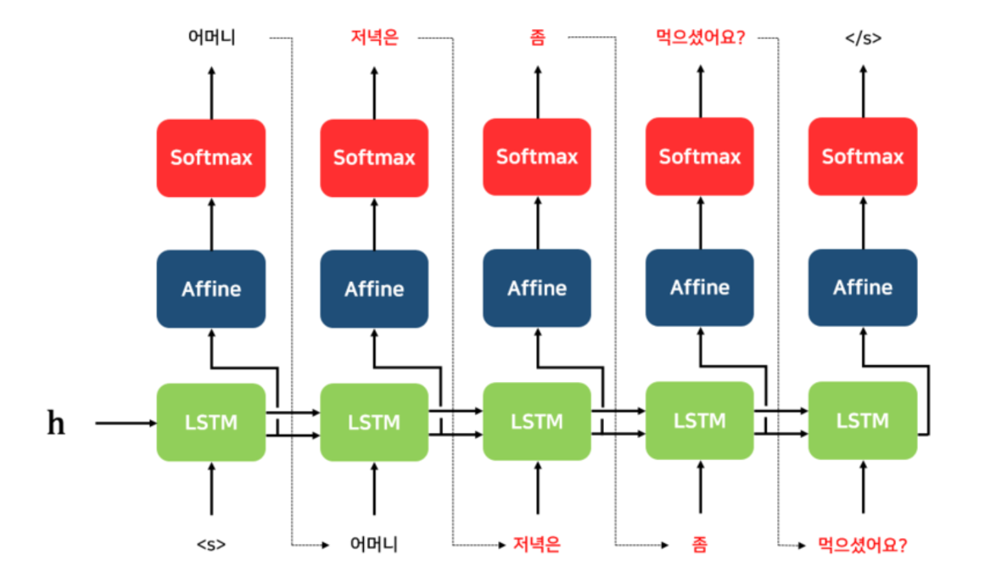 어머니 저녁은 좀 먹으셨어요? </s>
Softmax Softmax Softmax Softmax Softmax
Affine Affine Affine Affine Affine
h LSTM LSTM LSTM LSTM LSTM
<s> 어머니 저녁은 좀 먹으셨어요?